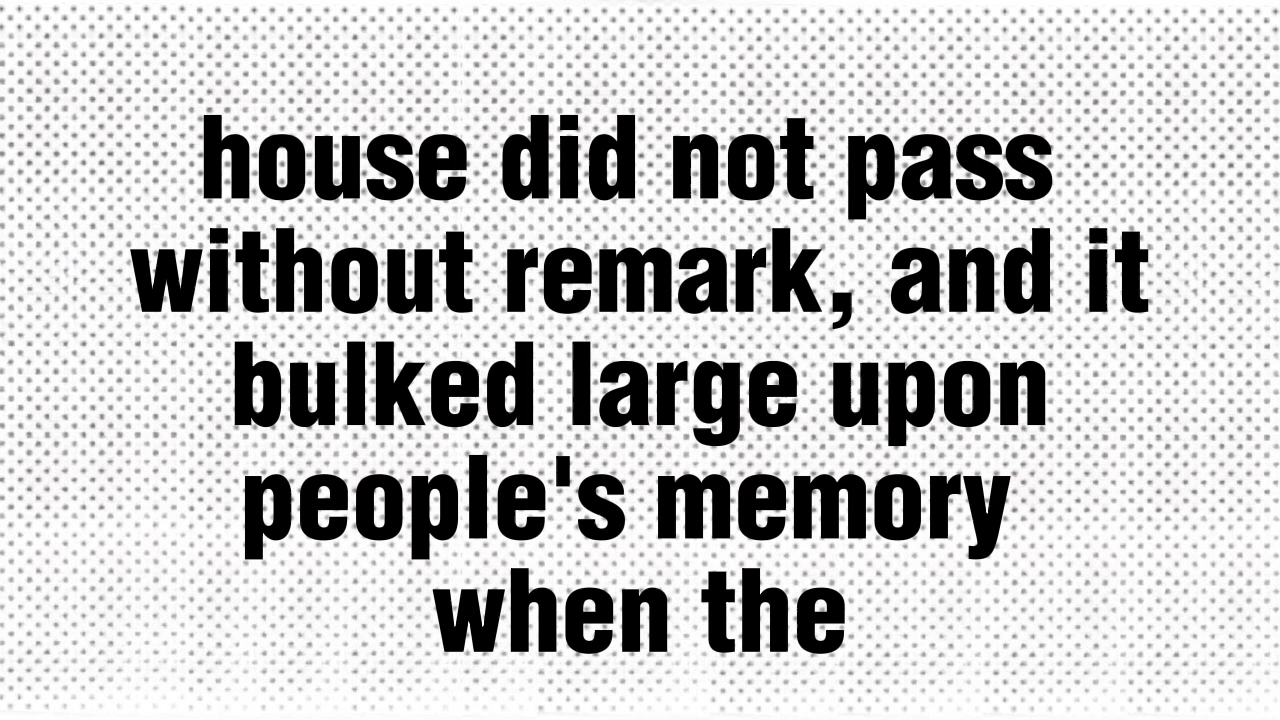 house did not pass
without remark, and it
bulked large upon
people's memory
when the